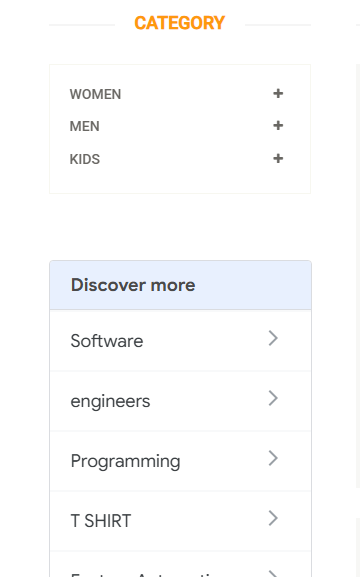 CATEGORY
WOMEN
MEN
KIDS
Discover more
Software
engineers
Programming
T SHIRT